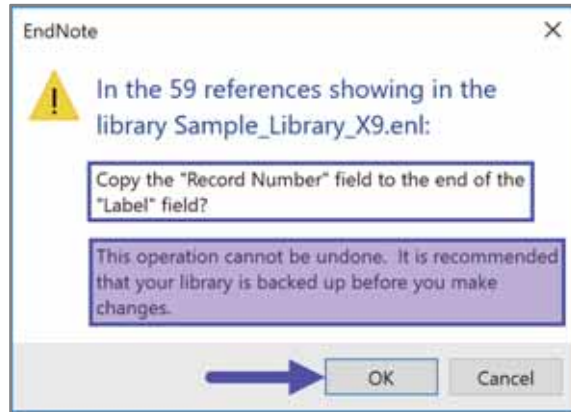 EndNote
In the 59 references showing in the
library Sample_Library_X9.enl:
Copy the "Record Number" field to the end of the
"Label" field?
This operation cannot be undone. It is recommended
that your library is backed up before you make
changes.
OK Cancel